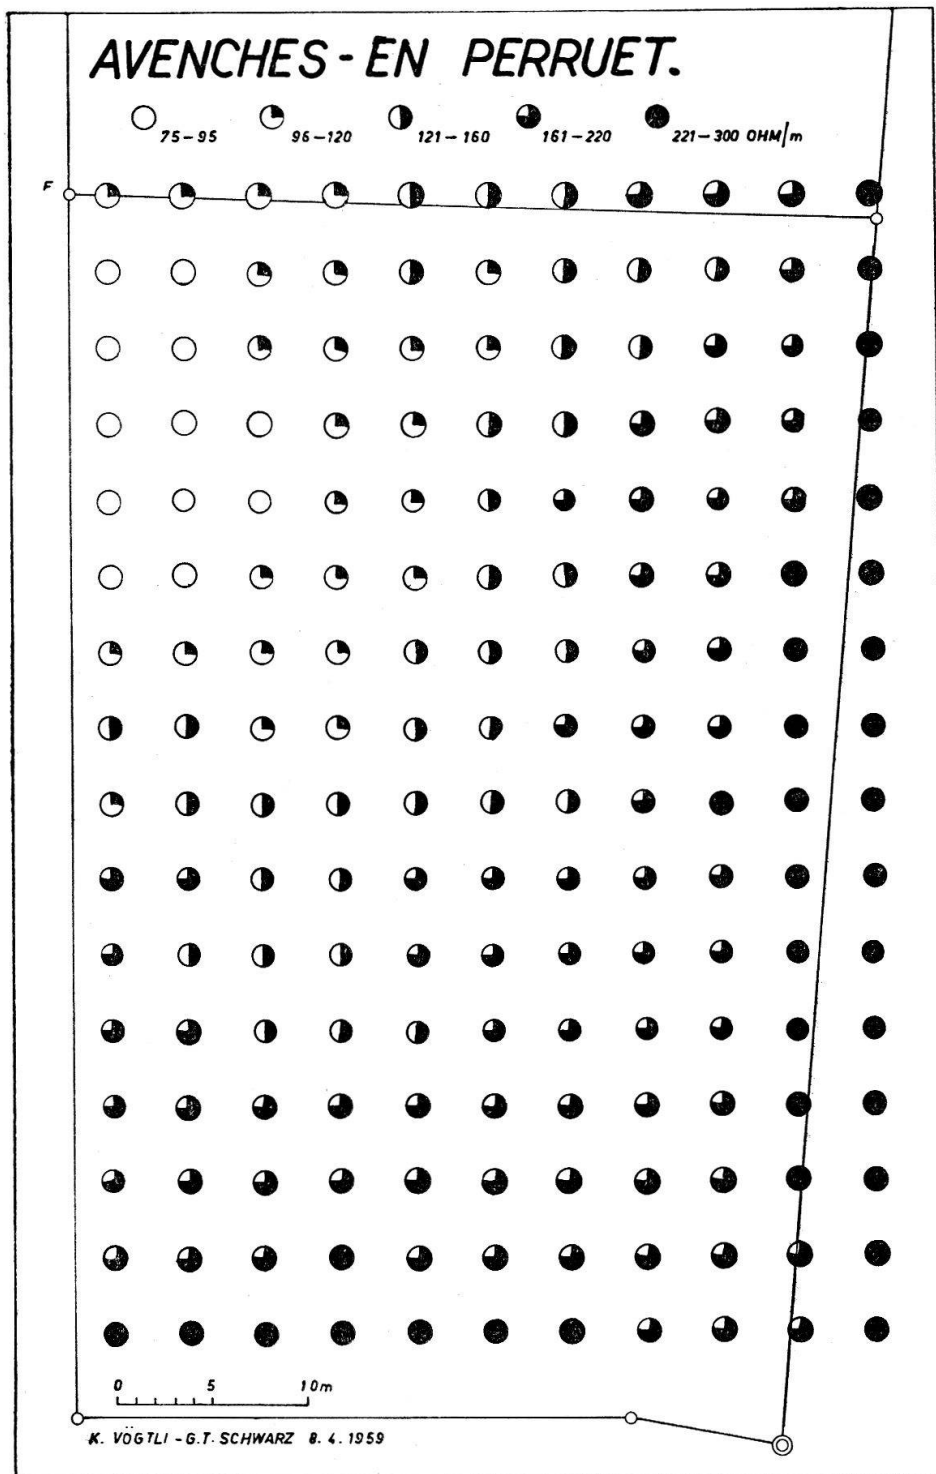 AVENCHES - EN PERRUET.
75-95 96-120 121-160 161-220 221-300 OHM/m
F
0 5 10m
K. VÖGTLI - G.T. SCHWARZ 8.4.1959